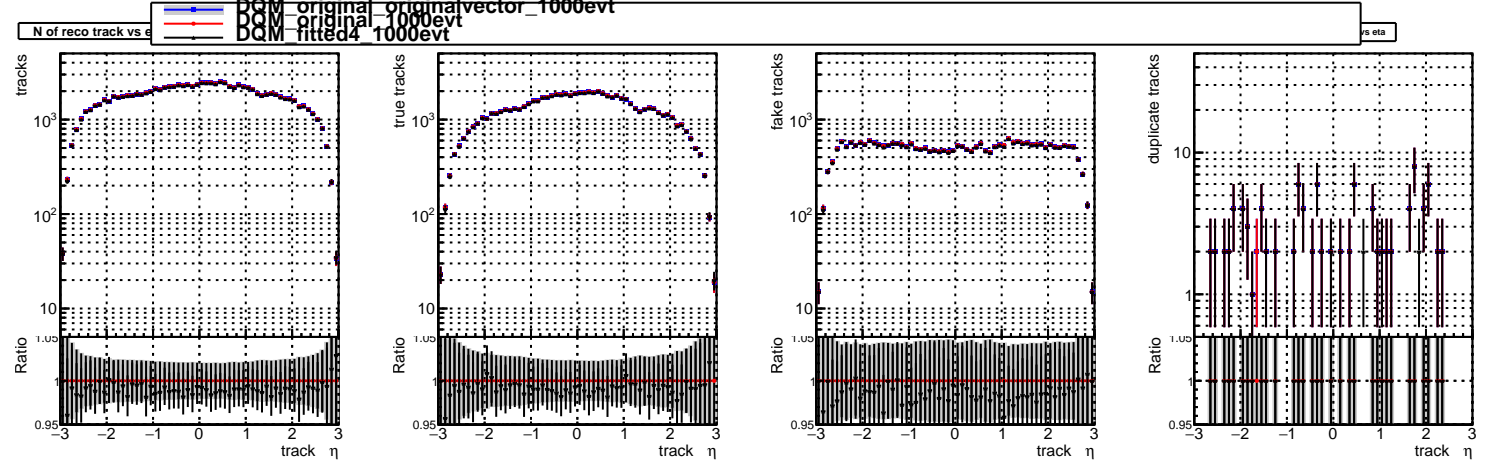 DQM_original_originalvector_1000evt
DQM_original_1000evt
DQM_fitted4_1000evt
N of reco track vs e
vs eta
tracks
10³
10²
10
Ratio
1.05
1
0.95
−3 −2 −1 0 1 2 3
track η
true tracks
10³
10²
10
Ratio
1.05
1
0.95
−3 −2 −1 0 1 2 3
track η
fake tracks
10³
10²
10
Ratio
1.05
1
0.95
−3 −2 −1 0 1 2 3
track η
duplicate tracks
10
1
Ratio
1.05
1
0.95
−3 −2 −1 0 1 2 3
track η